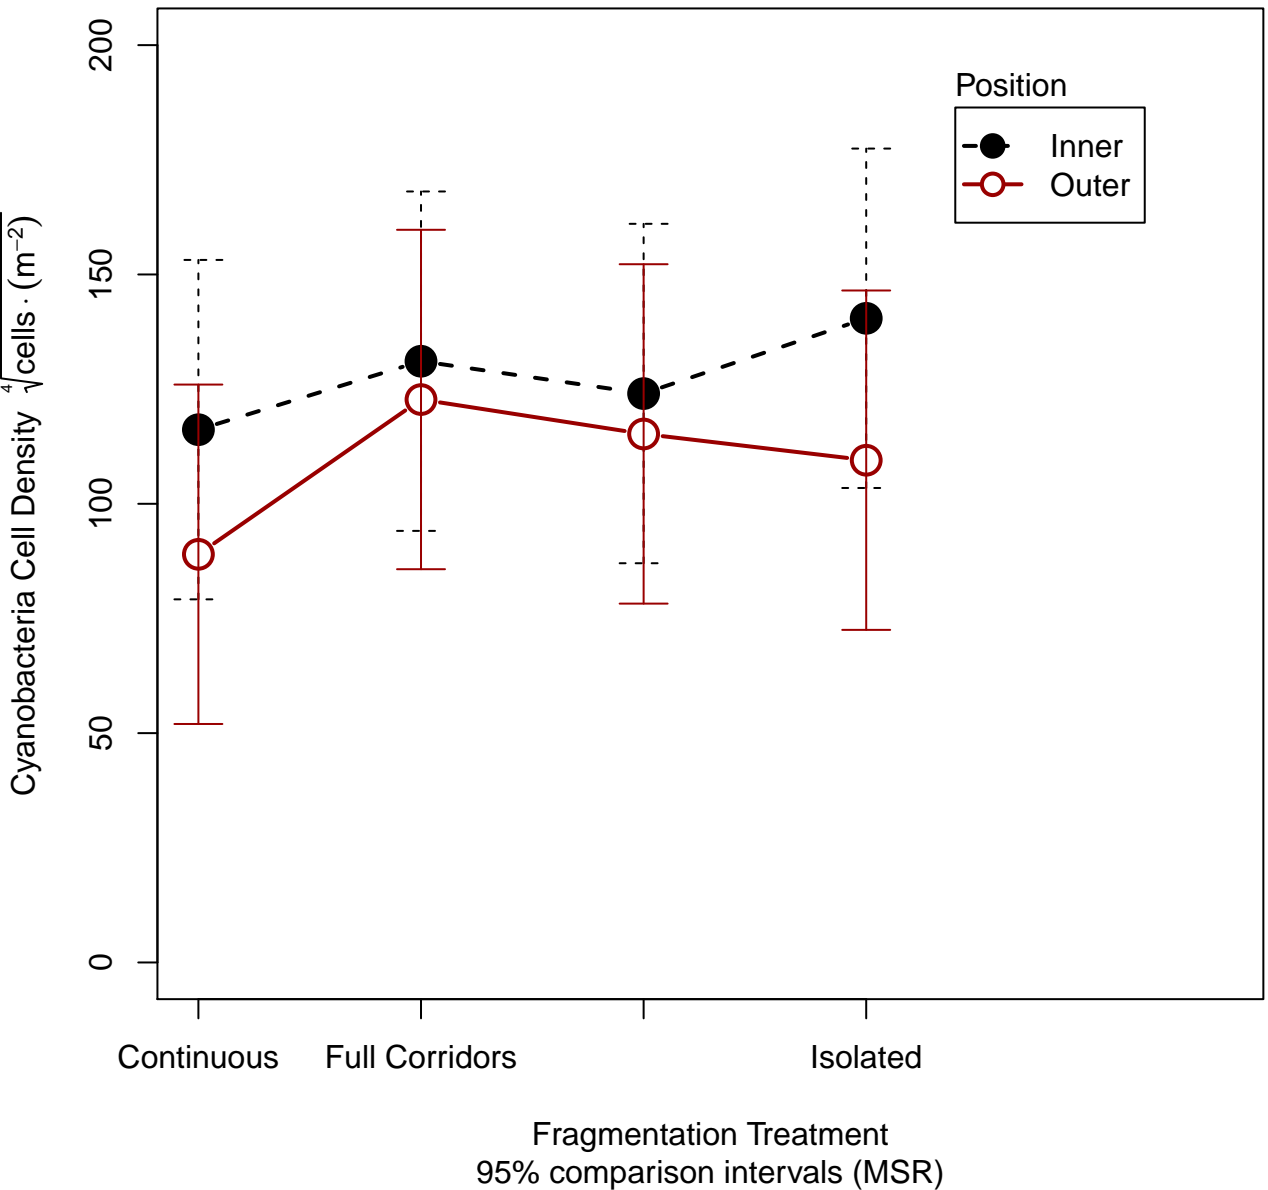 200
150
100
50
0
Cyanobacteria Cell Density ∜cells · (m⁻²)
Position
Inner
Outer
Continuous Full Corridors Isolated
Fragmentation Treatment
95% comparison intervals (MSR)